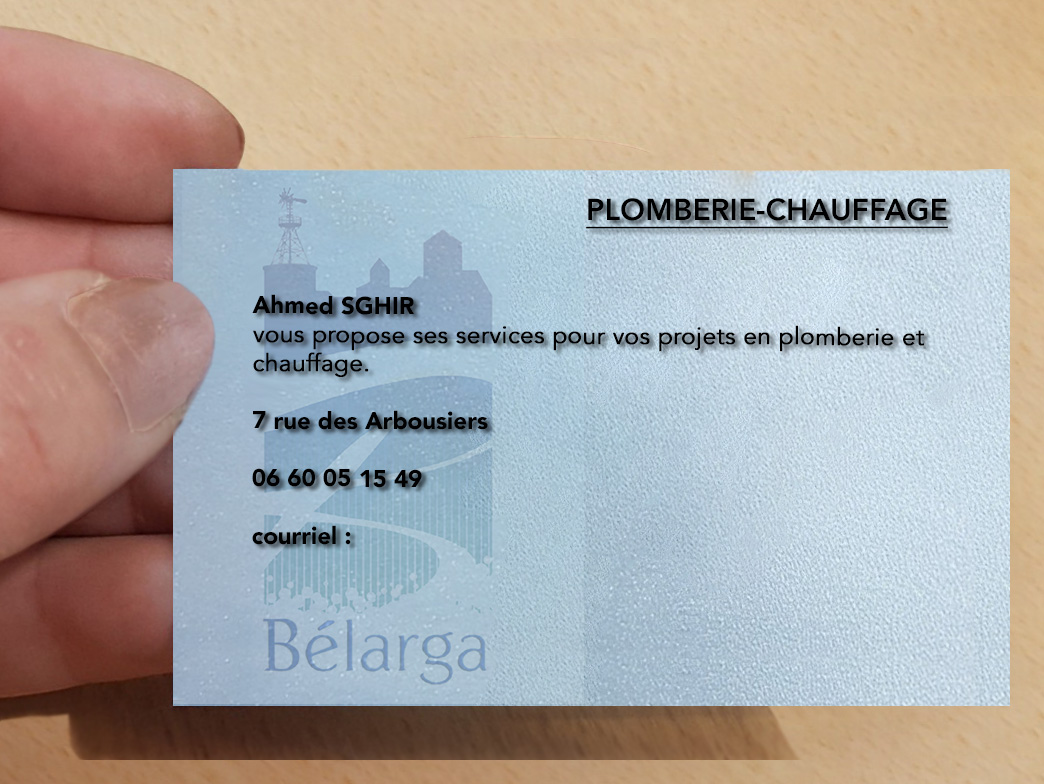 PLOMBERIE-CHAUFFAGE
Ahmed SGHIR
vous propose ses services pour vos projets en plomberie et
chauffage.
7 rue des Arbousiers
06 60 05 15 49
courriel :
Bélarga